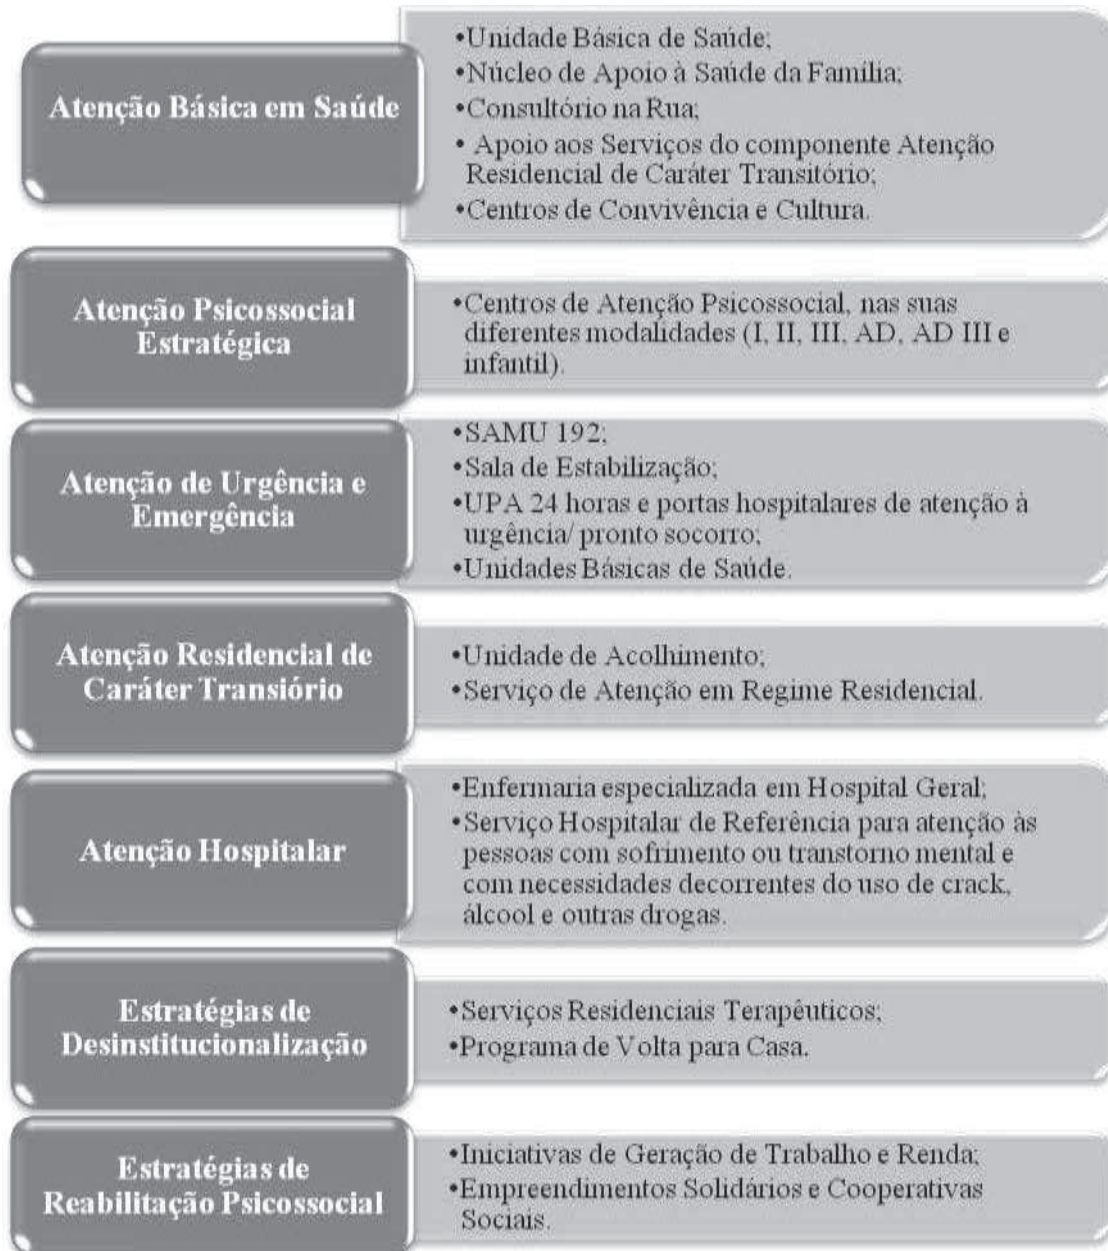 Atenção Básica em Saúde
•Unidade Básica de Saúde;
•Núcleo de Apoio à Saúde da Família;
•Consultório na Rua;
• Apoio aos Serviços do componente Atenção
Residencial de Caráter Transitório;
•Centros de Convivência e Cultura.
Atenção Psicossocial
Estratégica
•Centros de Atenção Psicossocial, nas suas
diferentes modalidades (I, II, III, AD, AD III e
infantil).
Atenção de Urgência e
Emergência
•SAMU 192;
•Sala de Estabilização;
•UPA 24 horas e portas hospitalares de atenção à
urgência/ pronto socorro;
•Unidades Básicas de Saúde.
Atenção Residencial de
Caráter Transiório
•Unidade de Acolhimento;
•Serviço de Atenção em Regime Residencial.
Atenção Hospitalar
•Enfermaria especializada em Hospital Geral;
•Serviço Hospitalar de Referência para atenção às
pessoas com sofrimento ou transtorno mental e
com necessidades decorrentes do uso de crack,
álcool e outras drogas.
Estratégias de
Desinstitucionalização
•Serviços Residenciais Terapêuticos;
•Programa de Volta para Casa.
Estratégias de
Reabilitação Psicossocial
•Iniciativas de Geração de Trabalho e Renda;
•Empreendimentos Solidários e Cooperativas
Sociais.